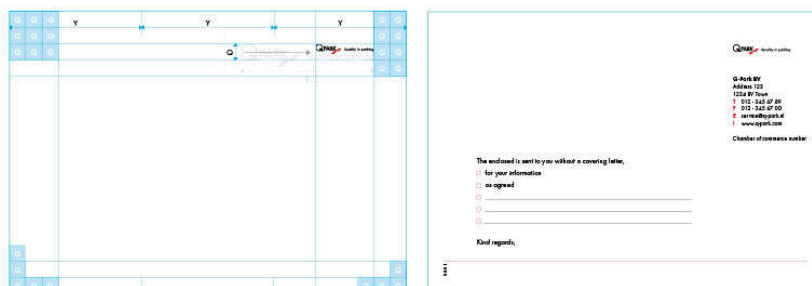 Q Q Q Y Y Y Q Q Q
Q Q Q Q Q Q
Q Q Q Q Q Q
Q QPARK QPARK Quality in parking
Q Q
Q
Q
Q Q
Q Q Q Q Q Q
QPARK Quality in parking
Q-Park BV
Address 123
1234 BV Town
T 012 - 345 67 89
F 012 - 345 67 00
E service@q-park.nl
I www.q-park.com
Chamber of commerce number
The enclosed is sent to you without a covering letter,
for your information
as agreed
Kind regards,